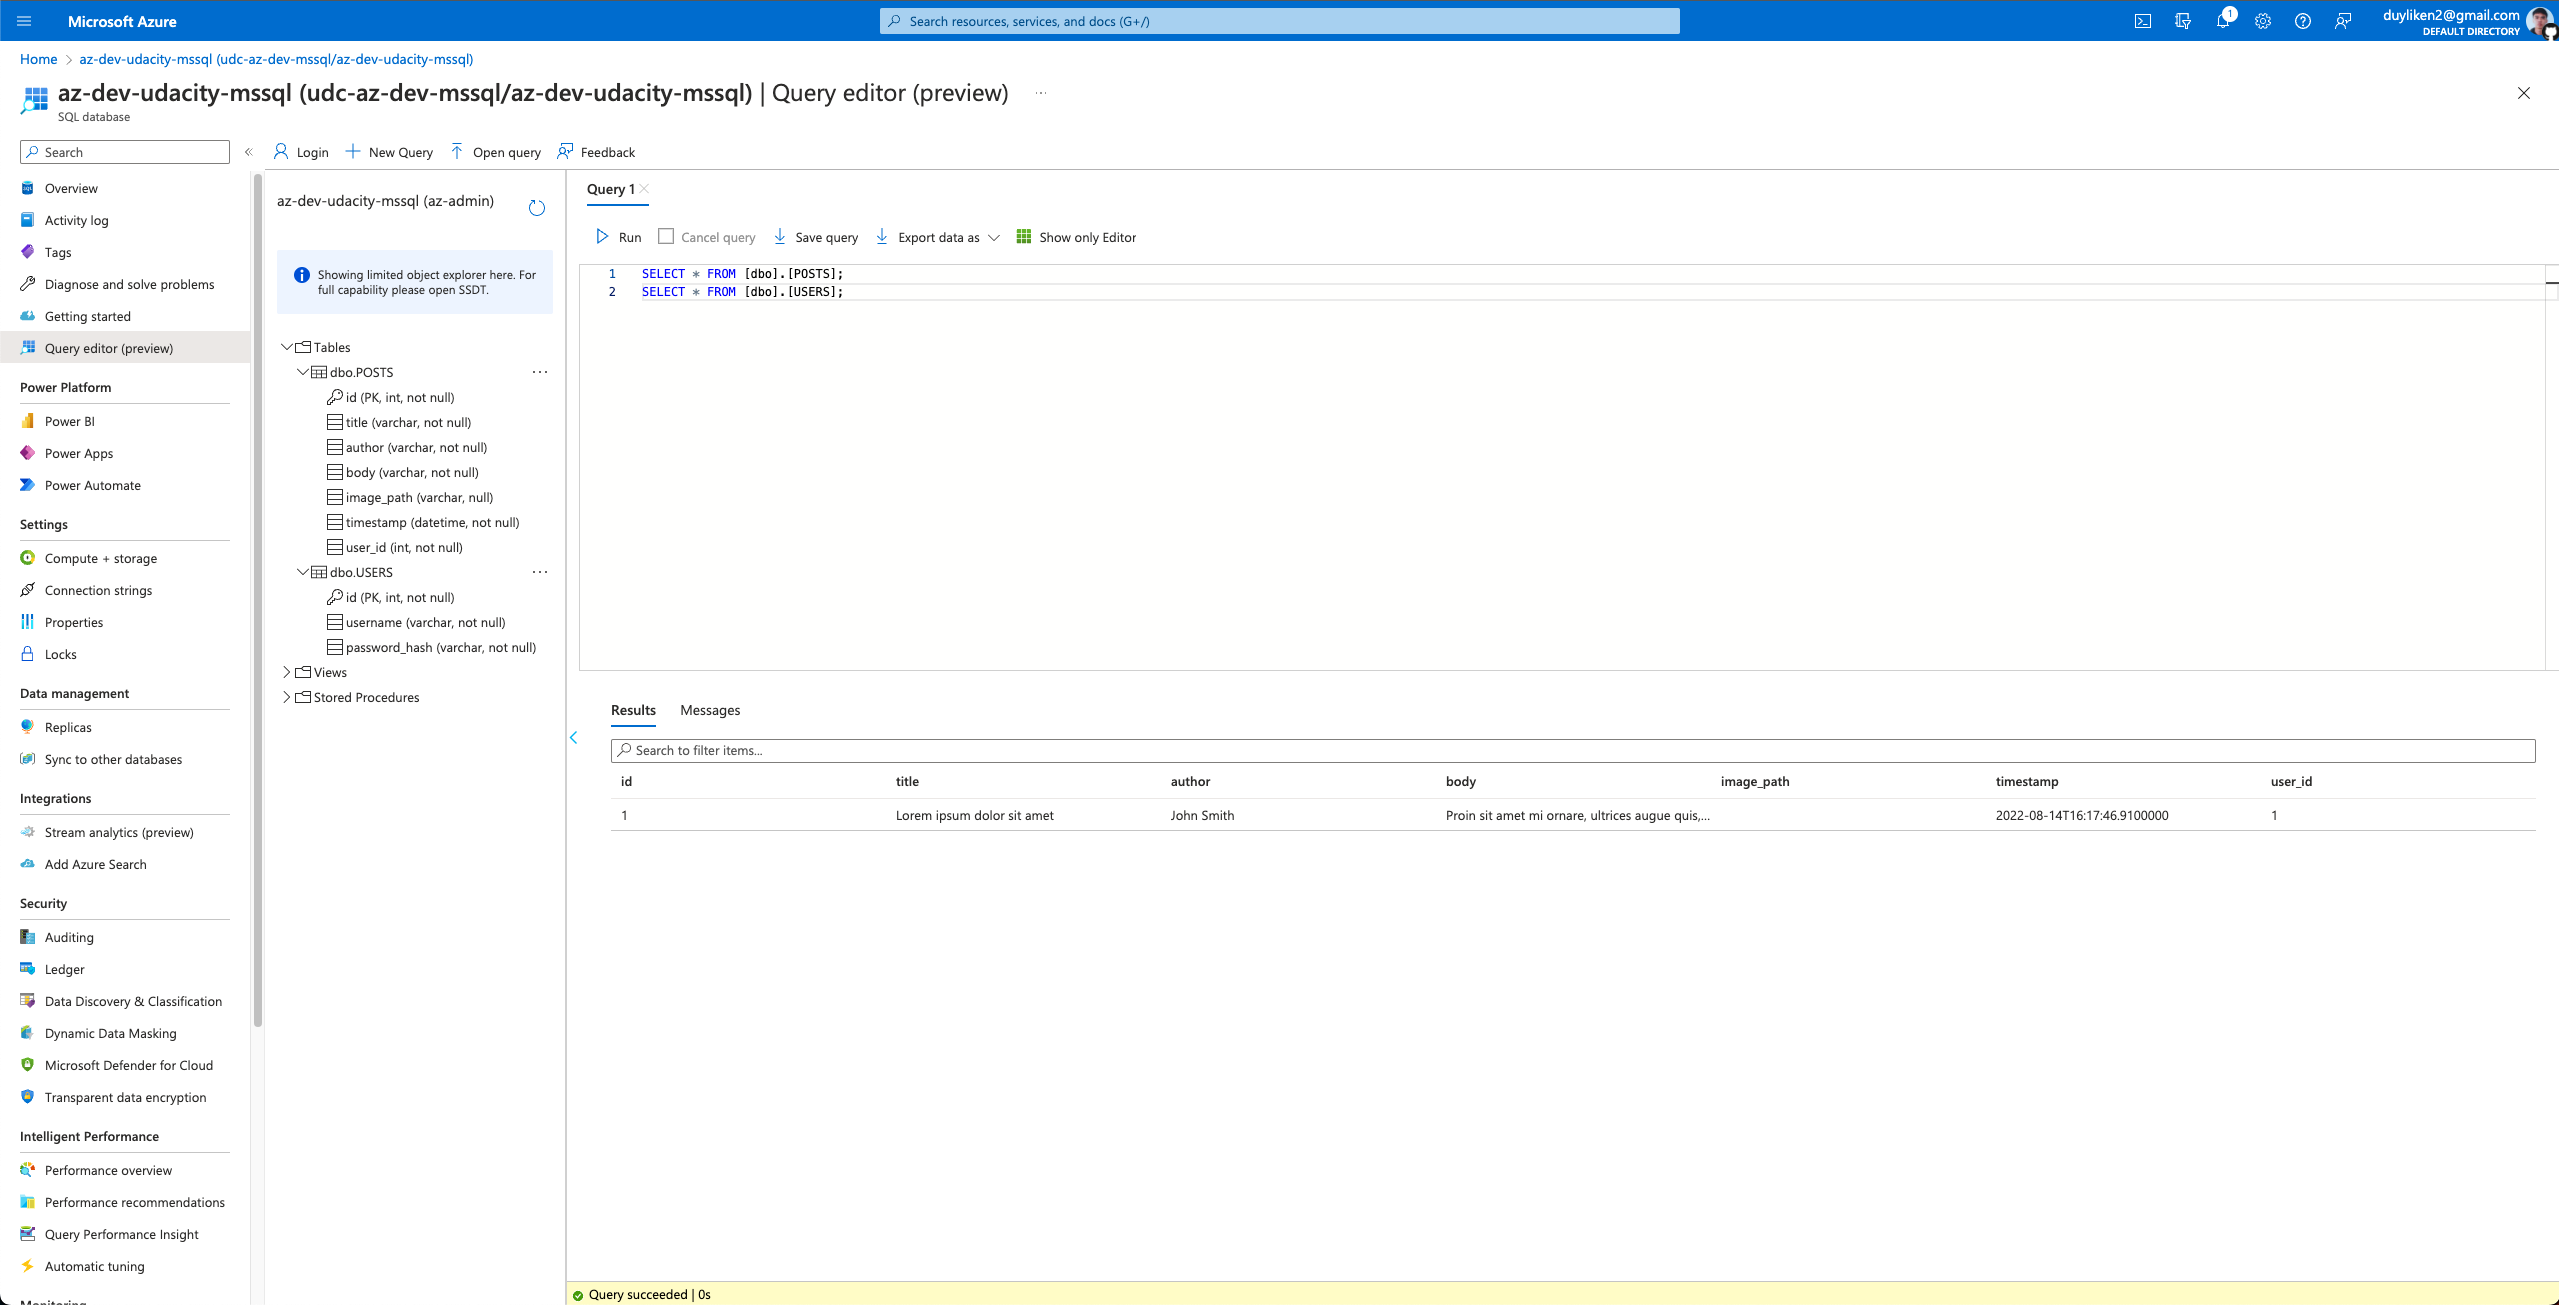 Microsoft Azure
Search resources, services, and docs (G+/)
1
duyliken2@gmail.com
DEFAULT DIRECTORY
Home > az-dev-udacity-mssql (udc-az-dev-mssql/az-dev-udacity-mssql)
az-dev-udacity-mssql (udc-az-dev-mssql/az-dev-udacity-mssql) | Query editor (preview) ...
SQL database
Search
Overview
Activity log
Tags
Diagnose and solve problems
Getting started
Query editor (preview)
Power Platform
Power BI
Power Apps
Power Automate
Settings
Compute + storage
Connection strings
Properties
Locks
Data management
Replicas
Sync to other databases
Integrations
Stream analytics (preview)
Add Azure Search
Security
Auditing
Ledger
Data Discovery & Classification
Dynamic Data Masking
Microsoft Defender for Cloud
Transparent data encryption
Intelligent Performance
Performance overview
Performance recommendations
Query Performance Insight
Automatic tuning
Monitoring
Login New Query Open query Feedback
az-dev-udacity-mssql (az-admin)
Showing limited object explorer here. For
full capability please open SSDT.
Tables
dbo.POSTS ...
id (PK, int, not null)
title (varchar, not null)
author (varchar, not null)
body (varchar, not null)
image_path (varchar, null)
timestamp (datetime, not null)
user_id (int, not null)
dbo.USERS ...
id (PK, int, not null)
username (varchar, not null)
password_hash (varchar, not null)
Views
Stored Procedures
Query 1
Run Cancel query Save query Export data as Show only Editor
1 SELECT * FROM [dbo].[POSTS];
2 SELECT * FROM [dbo].[USERS];
Results Messages
Search to filter items...
id title author body image_path timestamp user_id
1 Lorem ipsum dolor sit amet John Smith Proin sit amet mi ornare, ultrices augue quis,... 2022-08-14T16:17:46.9100000 1
Query succeeded | 0s